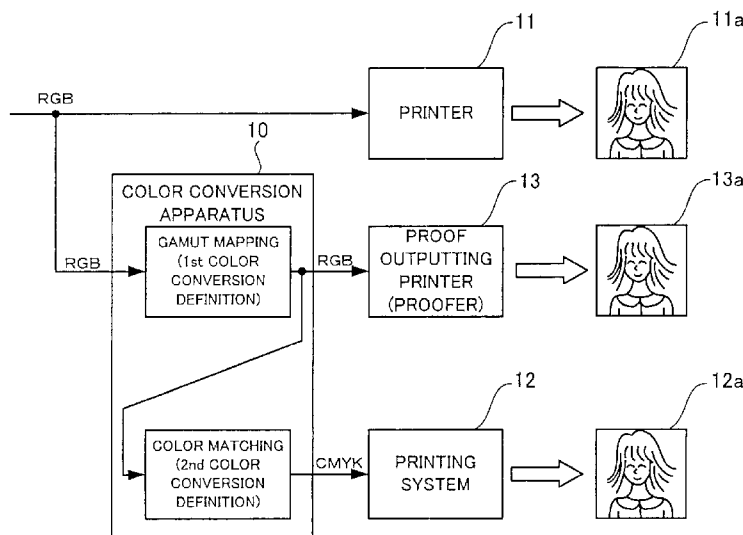 11
11a
RGB
PRINTER
10
COLOR CONVERSION
APPARATUS
13
13a
GAMUT MAPPING
(1st COLOR
CONVERSION
DEFINITION)
RGB
RGB
PROOF
OUTPUTTING
PRINTER
(PROOFER)
12
12a
COLOR MATCHING
(2nd COLOR
CONVERSION
DEFINITION)
CMYK
PRINTING
SYSTEM